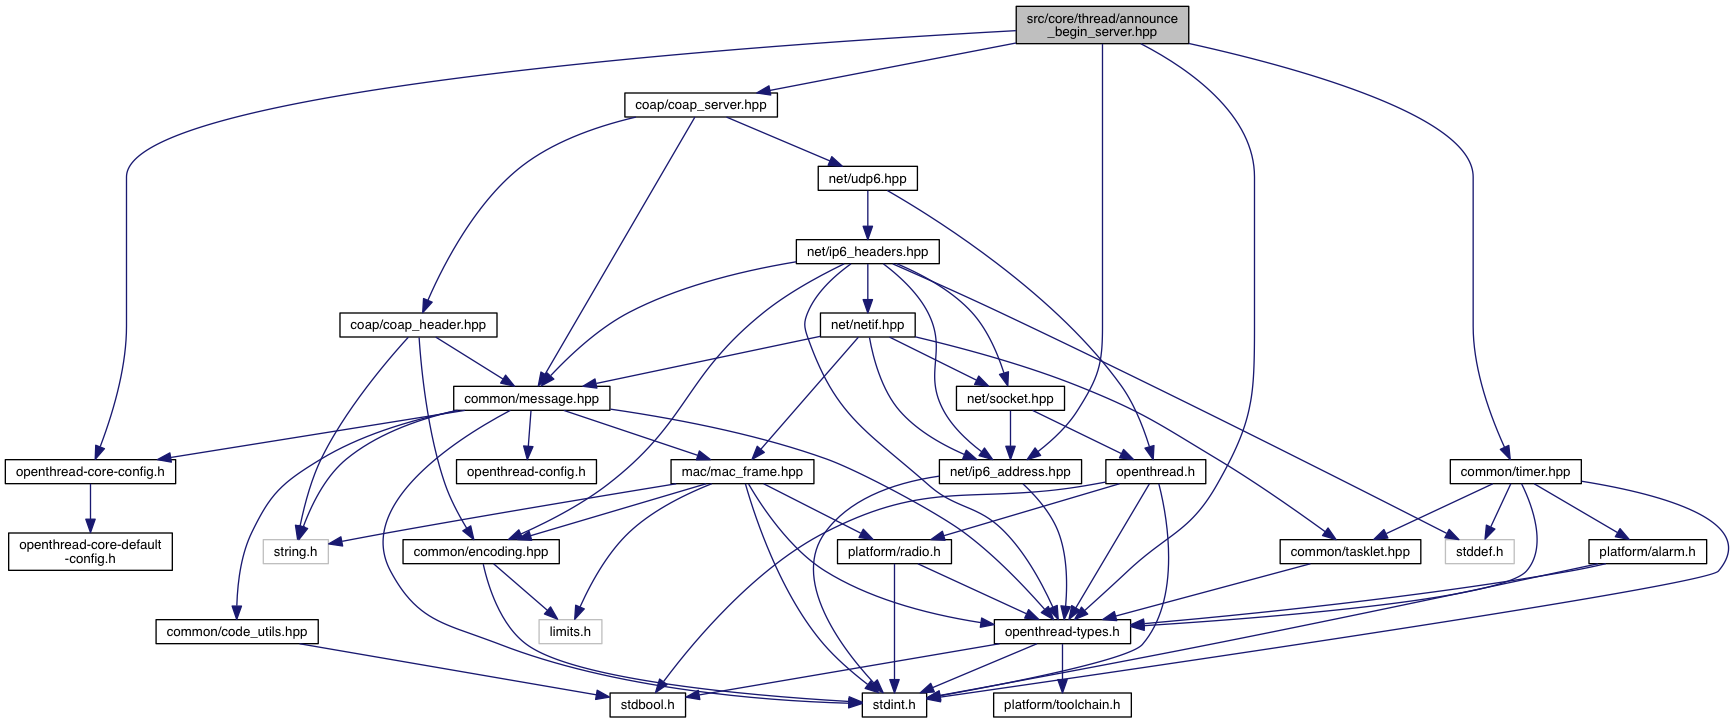 src/core/thread/announce
_begin_server.hpp
coap/coap_server.hpp
net/udp6.hpp
net/ip6_headers.hpp
coap/coap_header.hpp
net/netif.hpp
common/message.hpp
net/socket.hpp
openthread-core-config.h
openthread-config.h
mac/mac_frame.hpp
net/ip6_address.hpp
openthread.h
common/timer.hpp
openthread-core-default
-config.h
string.h
common/encoding.hpp
platform/radio.h
common/tasklet.hpp
stddef.h
platform/alarm.h
common/code_utils.hpp
limits.h
openthread-types.h
stdbool.h
stdint.h
platform/toolchain.h